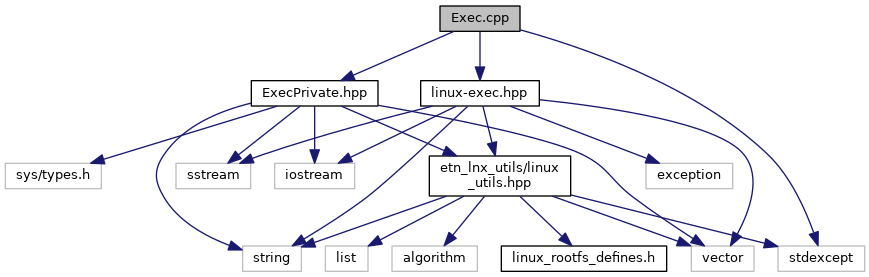 Exec.cpp
ExecPrivate.hpp
linux-exec.hpp
sys/types.h
sstream
iostream
etn_lnx_utils/linux
_utils.hpp
exception
string
list
algorithm
linux_rootfs_defines.h
vector
stdexcept